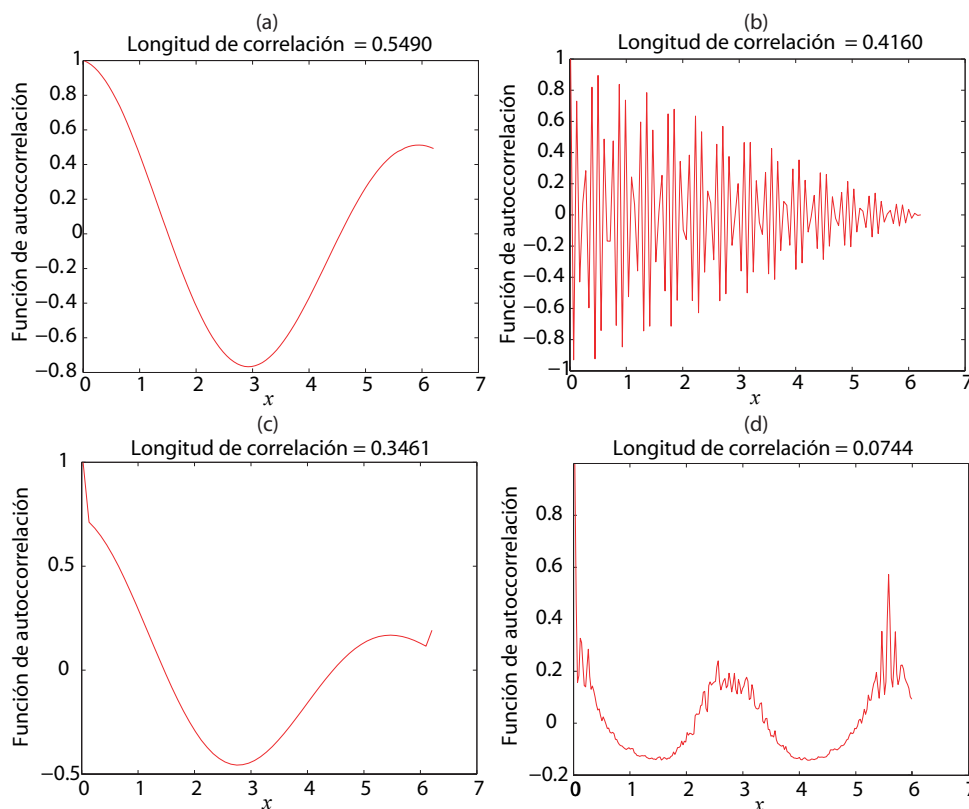 (a)
Longitud de correlación = 0.5490
Función de autoccorrelación
1
0.8
0.6
0.4
0.2
0
−0.2
−0.4
−0.6
−0.8
0 1 2 3 4 5 6 7
x
(b)
Longitud de correlación = 0.4160
Función de autoccorrelación
1
0.8
0.6
0.4
0.2
0
−0.2
−0.4
−0.6
−0.8
−1
0 1 2 3 4 5 6 7
x
(c)
Longitud de correlación = 0.3461
Función de autoccorrelación
1
0.5
0
−0.5
0 1 2 3 4 5 6 7
x
(d)
Longitud de correlación = 0.0744
Función de autoccorrelación
0.8
0.6
0.4
0.2
0
−0.2
0 1 2 3 4 5 6 7
x